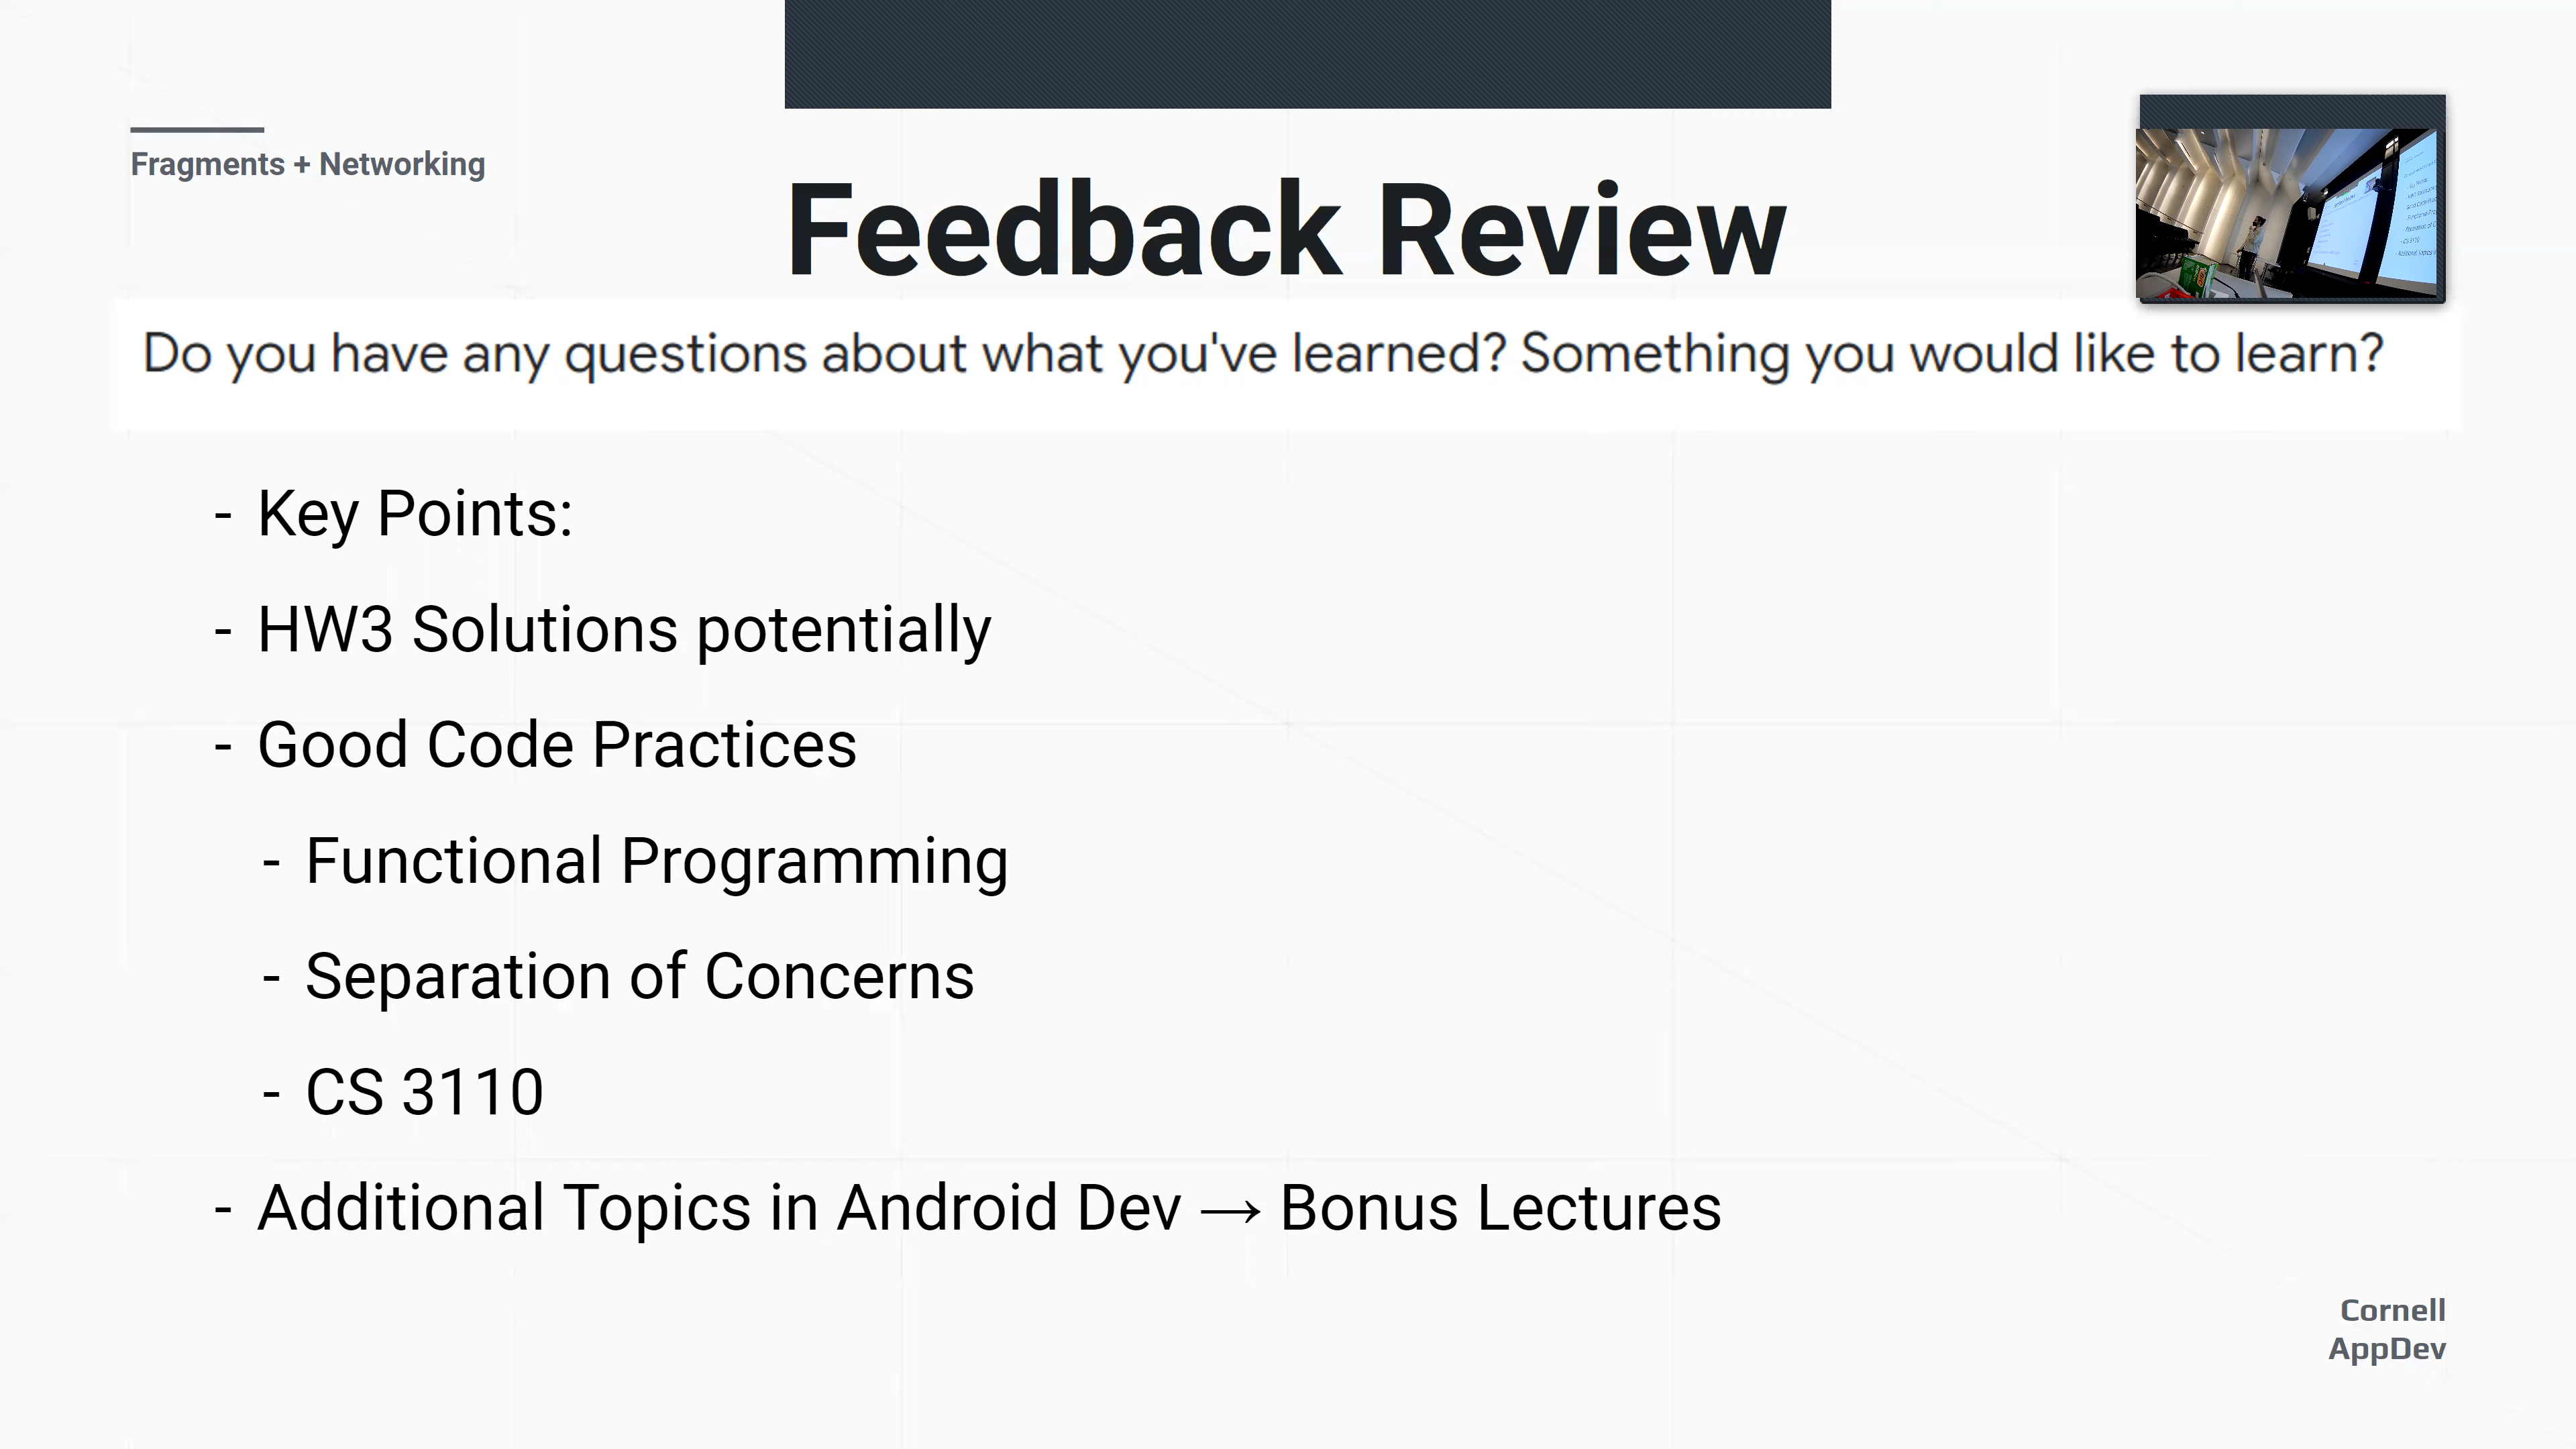 Fragments + Networking
Feedback Review
Do you have any questions about what you've learned? Something you would like to learn?
- Key Points:
- HW3 Solutions potentially
- Good Code Practices
- Functional Programming
- Separation of Concerns
- CS 3110
- Additional Topics in Android Dev → Bonus Lectures
Cornell
AppDev